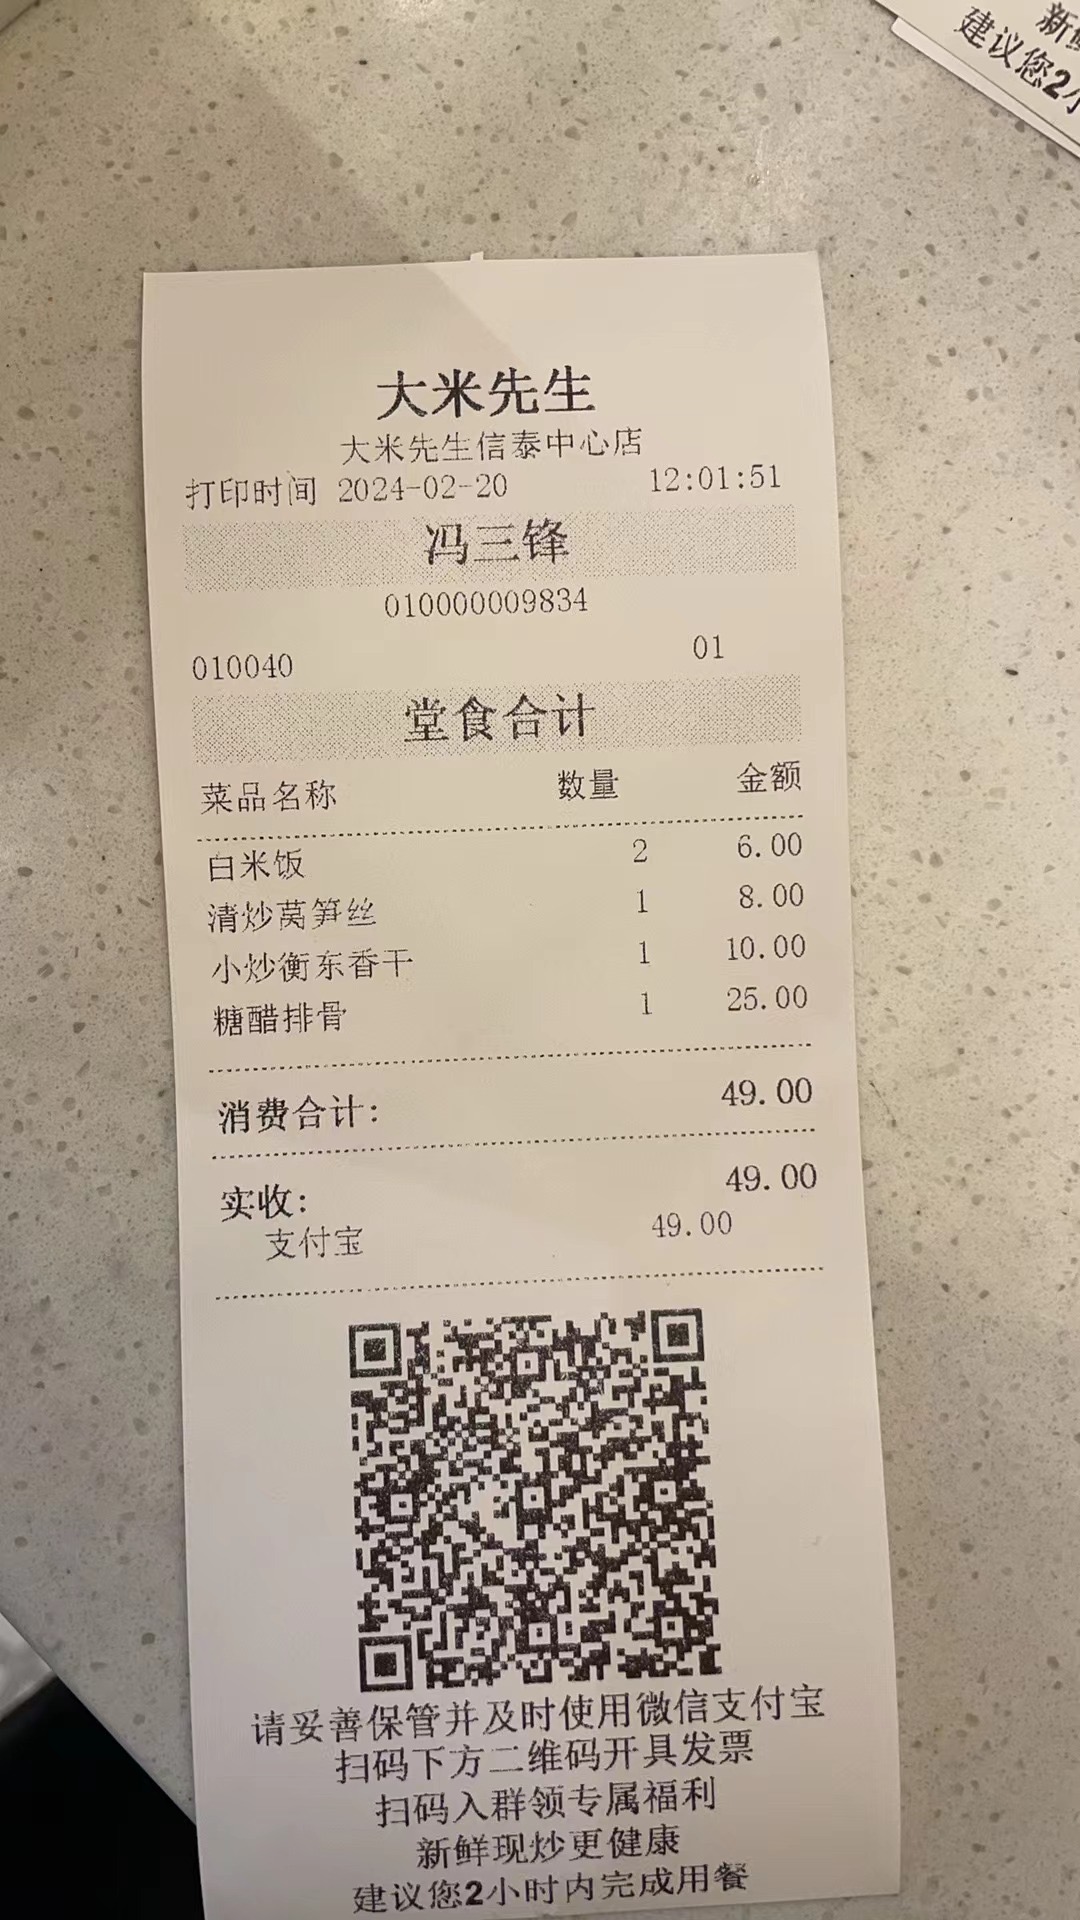 新鲜
建议您2小
大米先生
大米先生信泰中心店
打印时间 2024-02-20 12:01:51
冯三锋
010000009834
010040 01
堂食合计
菜品名称 数量 金额
白米饭 2 6.00
清炒莴笋丝 1 8.00
小炒衡东香干 1 10.00
糖醋排骨 1 25.00
消费合计: 49.00
实收: 49.00
支付宝 49.00
请妥善保管并及时使用微信支付宝
扫码下方二维码开具发票
扫码入群领专属福利
新鲜现炒更健康
建议您2小时内完成用餐